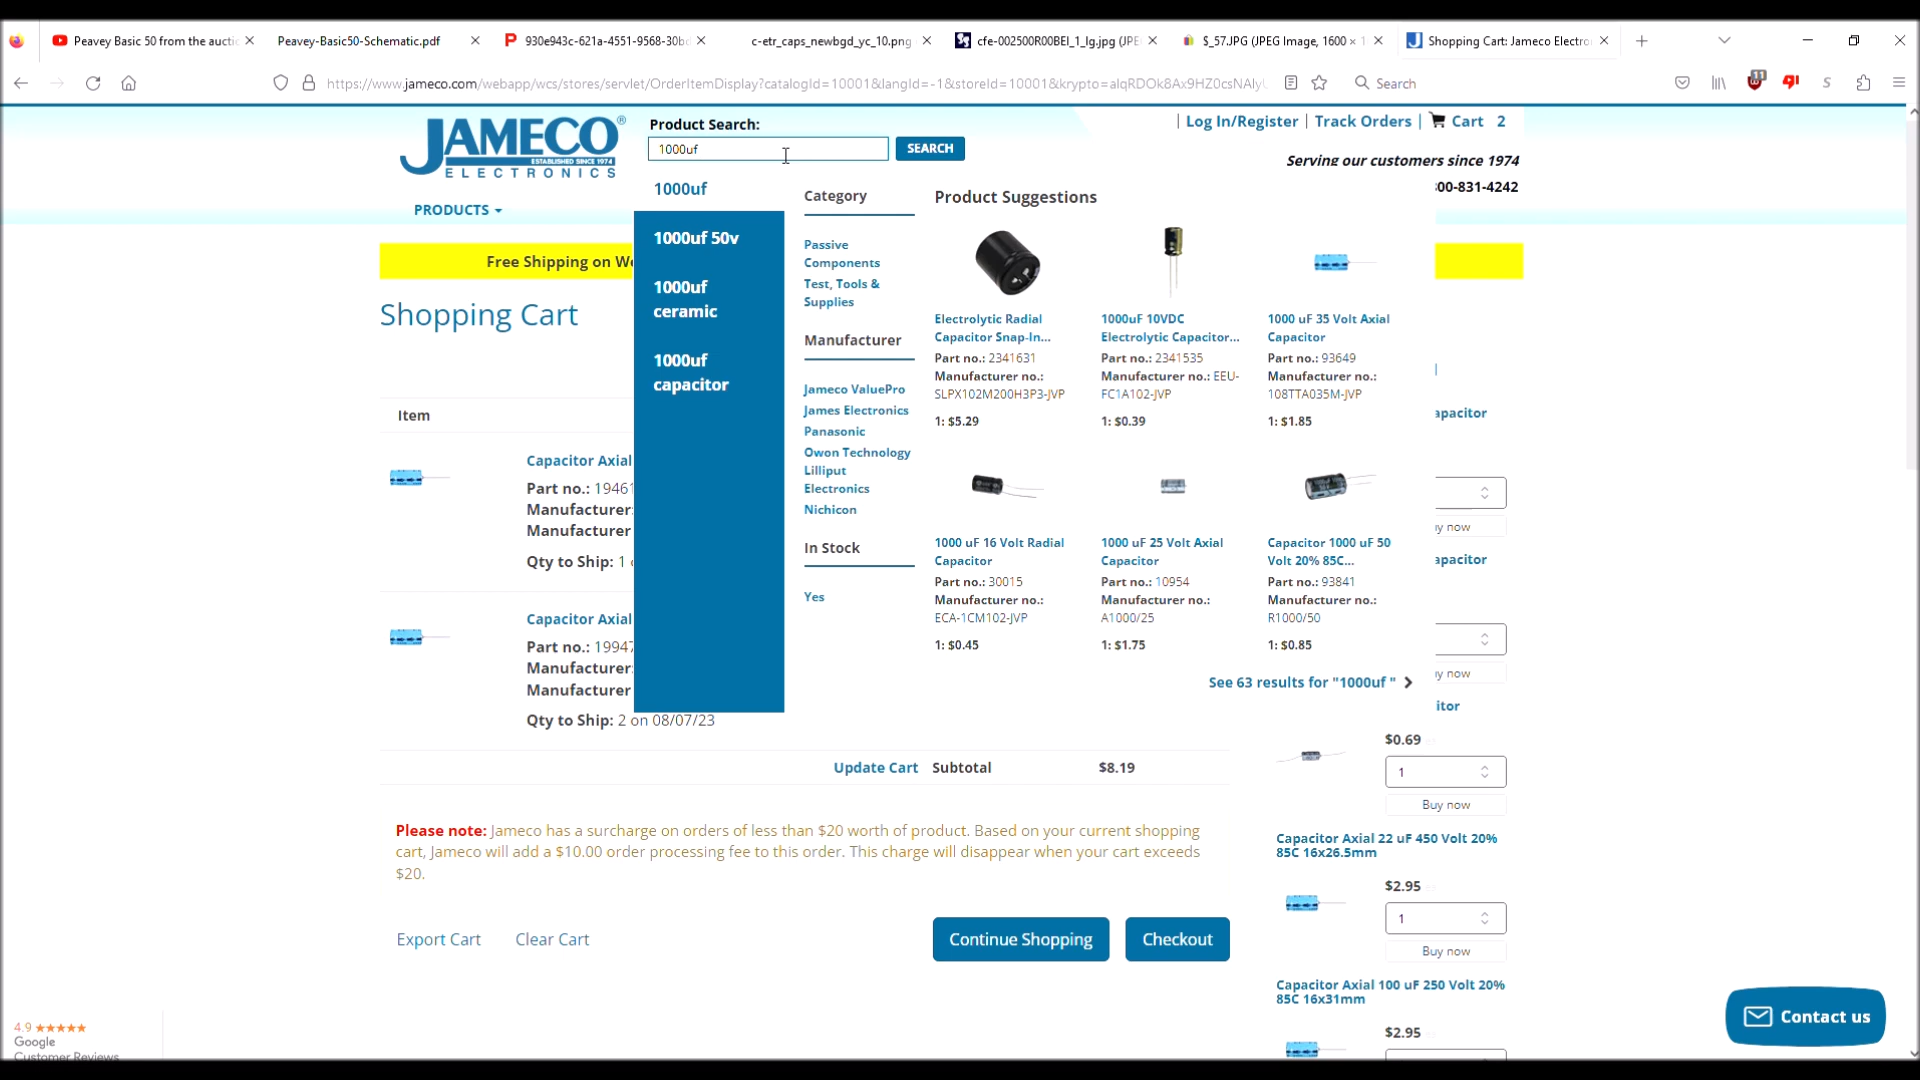 Peavey Basic 50 from the auctio
Peavey-Basic50-Schematic.pdf
930e943c-621a-4551-9568-30bd
c-etr_caps_newbgd_yc_10.png
cfe-002500R00BEI_1_lg.jpg (JPE
$_57.JPG (JPEG Image, 1600 × 1
Shopping Cart: Jameco Electro
https://www.jameco.com/webapp/wcs/stores/servlet/OrderItemDisplay?catalogId=10001&langId=-1&storeId=10001&krypto=alqRDOk8Ax9HZ0csNAly
Search
11
JAMECO®
ESTABLISHED SINCE 1974
ELECTRONICS
Product Search:
1000uf
SEARCH
Log In/Register | Track Orders | Cart 2
Serving our customers since 1974
00-831-4242
PRODUCTS
Free Shipping on We
Shopping Cart
Item
Capacitor Axial
Part no.: 19461
Manufacturer:
Manufacturer
Qty to Ship: 1
Capacitor Axial
Part no.: 19947
Manufacturer:
Manufacturer
Qty to Ship: 2 on 08/07/23
1000uf
1000uf 50v
1000uf
ceramic
1000uf
capacitor
Category
Passive
Components
Test, Tools &
Supplies
Manufacturer
Jameco ValuePro
James Electronics
Panasonic
Owon Technology
Lilliput
Electronics
Nichicon
In Stock
Yes
Product Suggestions
Electrolytic Radial
Capacitor Snap-In...
Part no.: 2341631
Manufacturer no.:
SLPX102M200H3P3-JVP
1: $5.29
1000uF 10VDC
Electrolytic Capacitor...
Part no.: 2341535
Manufacturer no.: EEU-
FC1A102-JVP
1: $0.39
1000 uF 35 Volt Axial
Capacitor
Part no.: 93649
Manufacturer no.:
108TTA035M-JVP
1: $1.85
1000 uF 16 Volt Radial
Capacitor
Part no.: 30015
Manufacturer no.:
ECA-1CM102-JVP
1: $0.45
1000 uF 25 Volt Axial
Capacitor
Part no.: 10954
Manufacturer no.:
A1000/25
1: $1.75
Capacitor 1000 uF 50
Volt 20% 85C...
Part no.: 93841
Manufacturer no.:
R1000/50
1: $0.85
See 63 results for "1000uf "
apacitor
y now
apacitor
y now
itor
$0.69
1
Buy now
Capacitor Axial 22 uF 450 Volt 20%
85C 16x26.5mm
$2.95
1
Buy now
Capacitor Axial 100 uF 250 Volt 20%
85C 16x31mm
$2.95
Update Cart Subtotal $8.19
Please note: Jameco has a surcharge on orders of less than $20 worth of product. Based on your current shopping
cart, Jameco will add a $10.00 order processing fee to this order. This charge will disappear when your cart exceeds
$20.
Export Cart
Clear Cart
Continue Shopping
Checkout
Contact us
4.9
Google
Customer Reviews